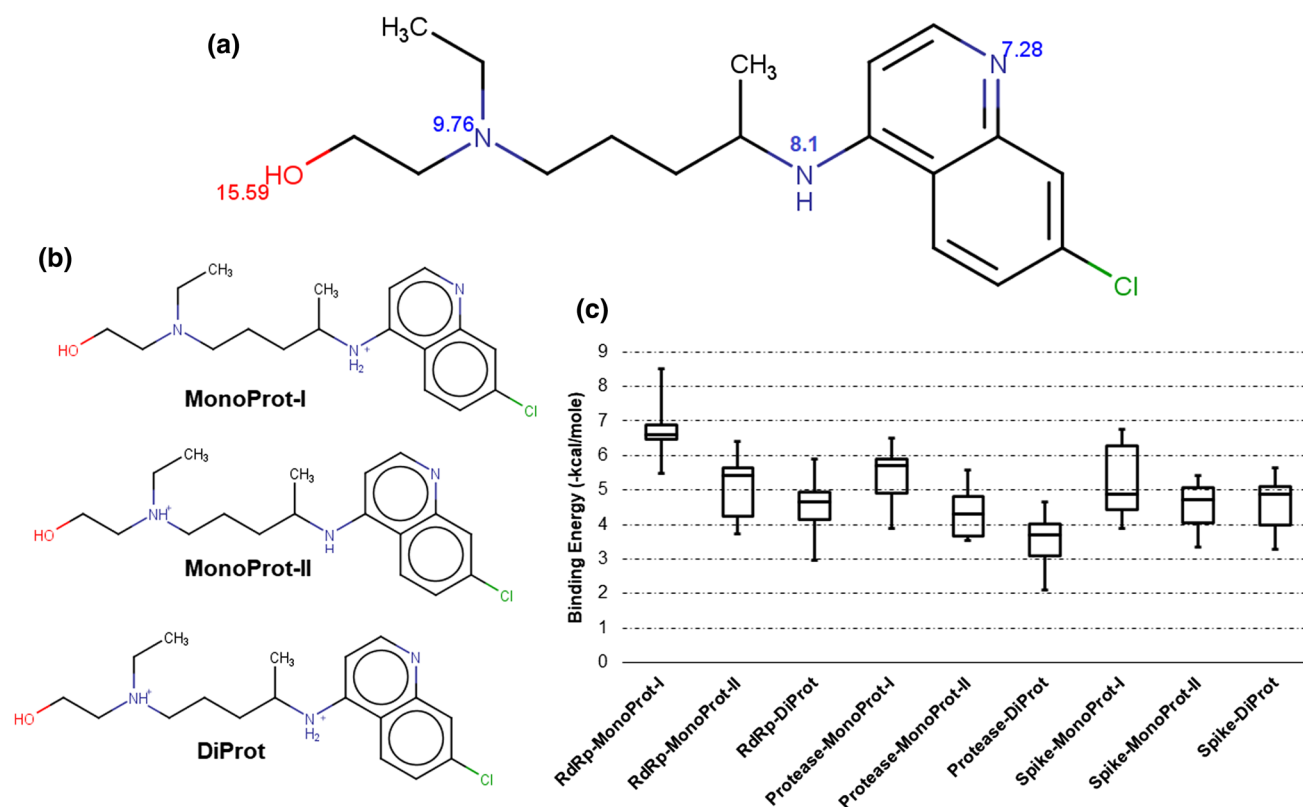 (a)
H₃C
CH₃
N 7.28
9.76 N
8.1
N
H
HO
15.59
Cl
(b)
CH₃
CH₃
N
N
HO
NH₂⁺
Cl
MonoProt-I
CH₃
CH₃
N
NH⁺
HO
N
H
Cl
MonoProt-II
CH₃
CH₃
N
NH⁺
HO
NH₂⁺
Cl
DiProt
(c)
Binding Energy (-kcal/mole)
9
8
7
6
5
4
3
2
1
0
RdRp-MonoProt-I
RdRp-MonoProt-II
RdRp-DiProt
Protease-MonoProt-I
Protease-MonoProt-II
Protease-DiProt
Spike-MonoProt-I
Spike-MonoProt-II
Spike-DiProt